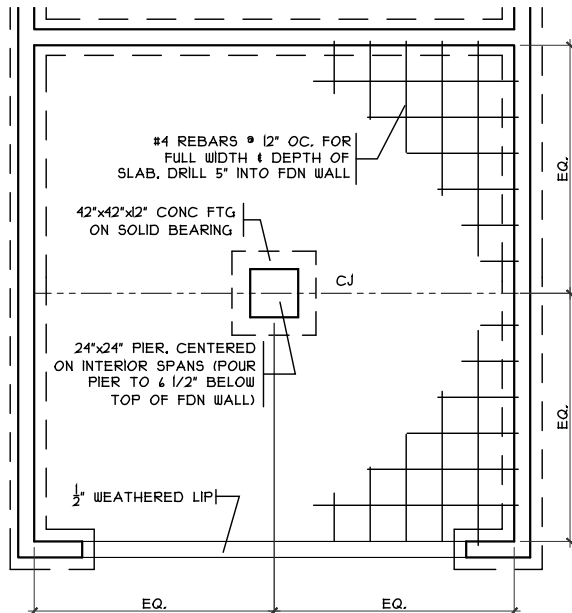 #4 REBARS @ 12" OC. FOR
FULL WIDTH & DEPTH OF
SLAB. DRILL 5" INTO FDN WALL
EQ.
42"x42"x12" CONC FTG
ON SOLID BEARING
CJ
24"x24" PIER. CENTERED
ON INTERIOR SPANS (POUR
PIER TO 6 1/2" BELOW
TOP OF FDN WALL)
EQ.
1/2" WEATHERED LIP
EQ.
EQ.